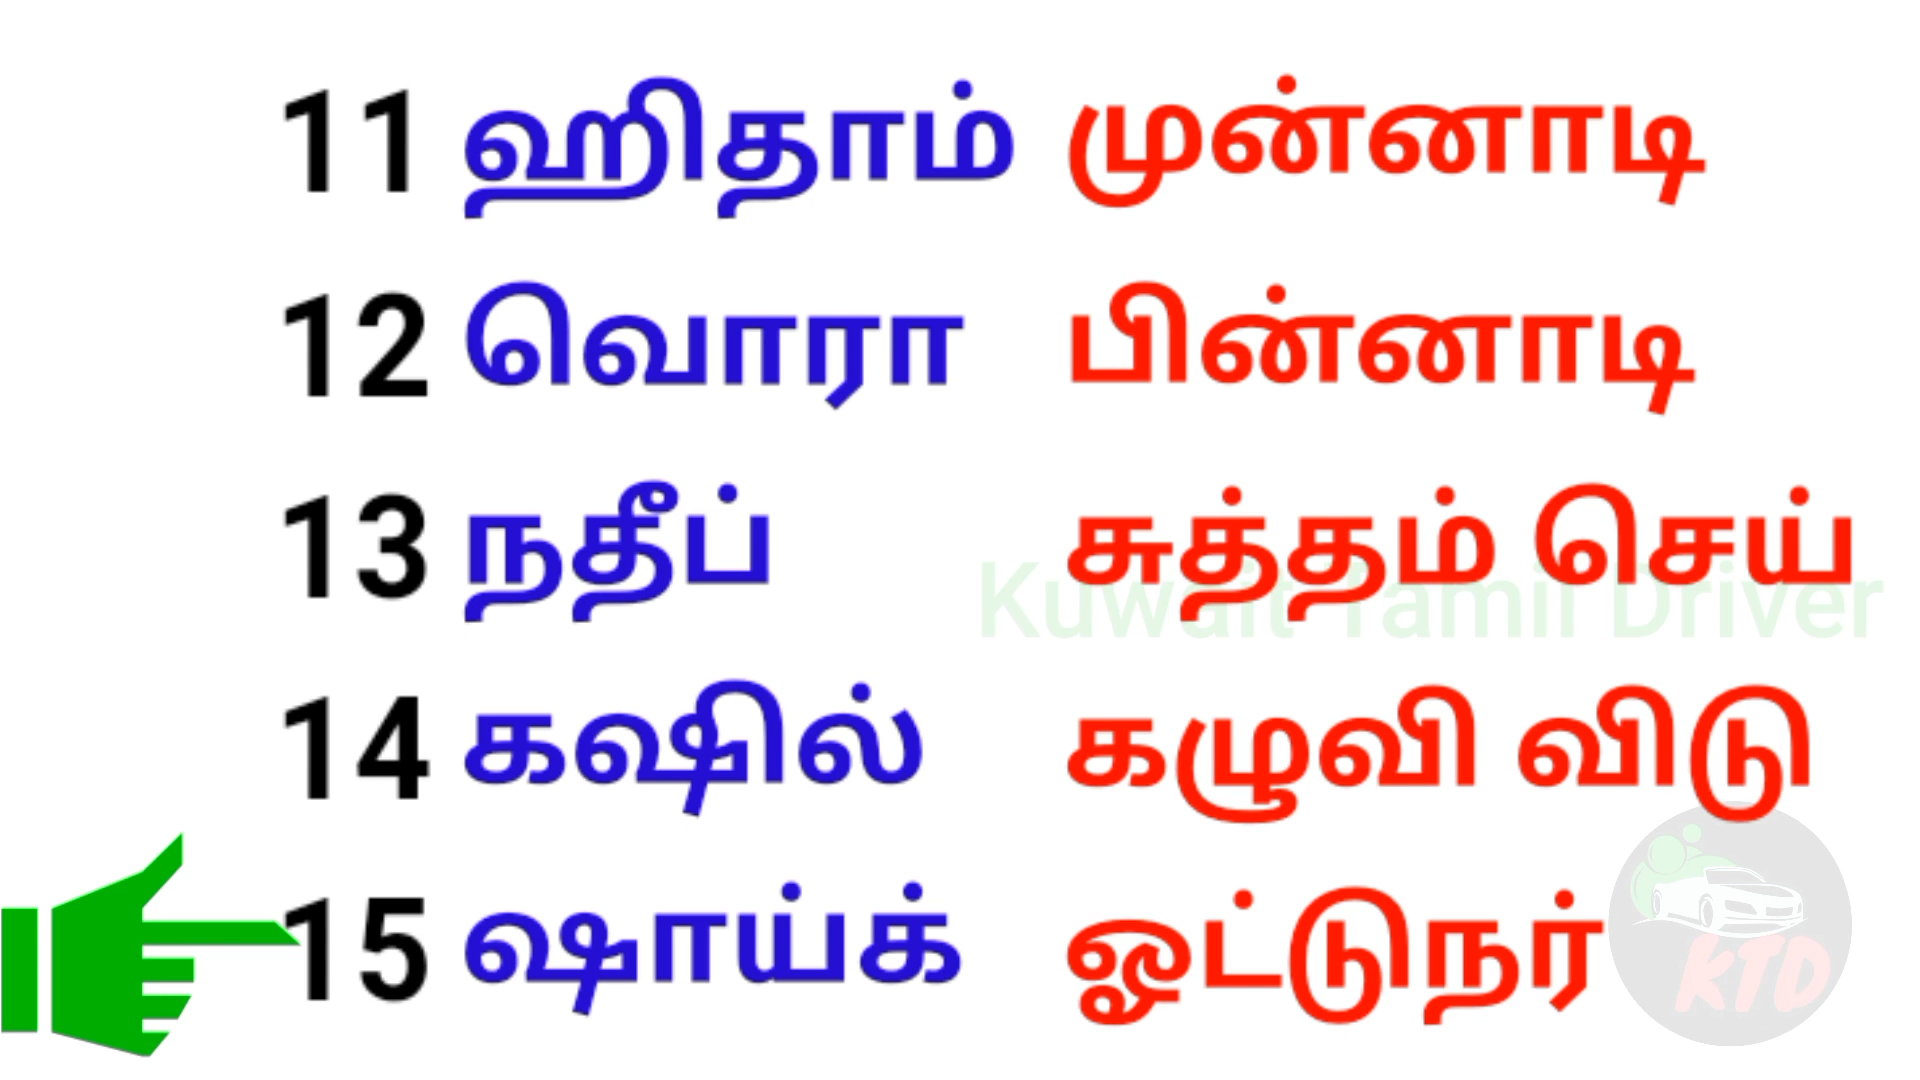 11 ஹிதாம் முன்னாடி
12 வொரா பின்னாடி
13 நதீப் சுத்தம் செய்
Kuwait Tamil Driver
14 கஷில் கழுவி விடு
15 ஷாய்க் ஓட்டுநர்
KTD